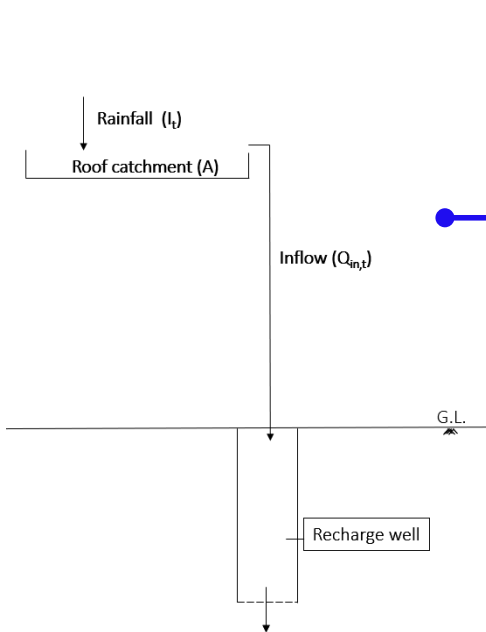 Rainfall (Iₜ)
Roof catchment (A)
Inflow (Qin,t)
G.L.
Recharge well